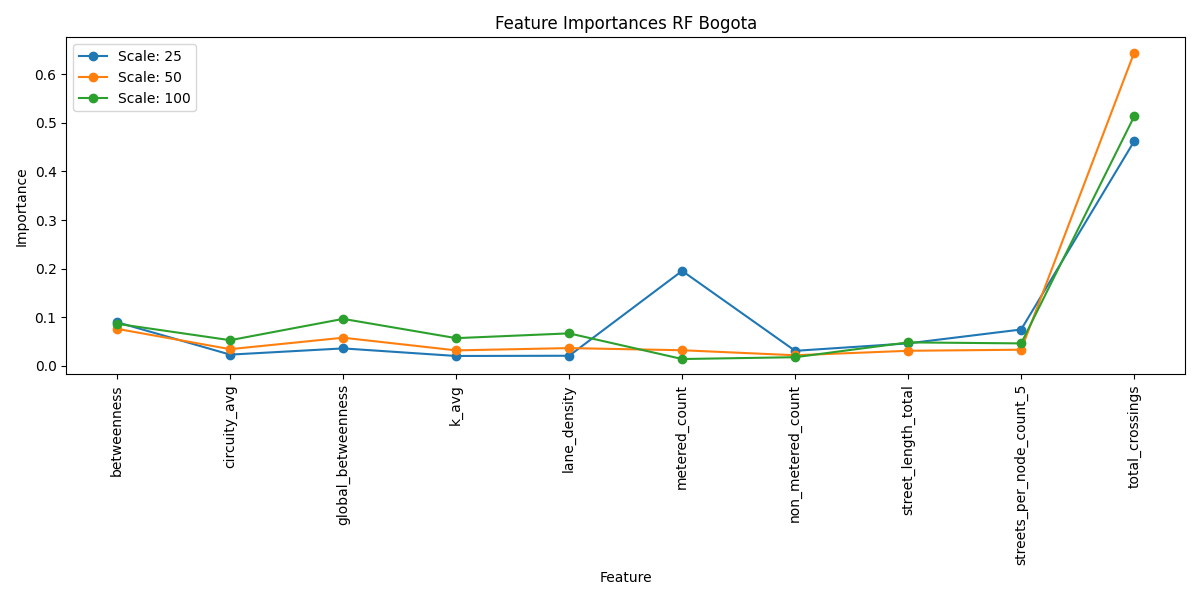 Feature Importances RF Bogota
Scale: 25
Scale: 50
Scale: 100
Importance
0.6
0.5
0.4
0.3
0.2
0.1
0.0
betweenness
circuity_avg
global_betweenness
k_avg
lane_density
metered_count
non_metered_count
street_length_total
streets_per_node_count_5
total_crossings
Feature